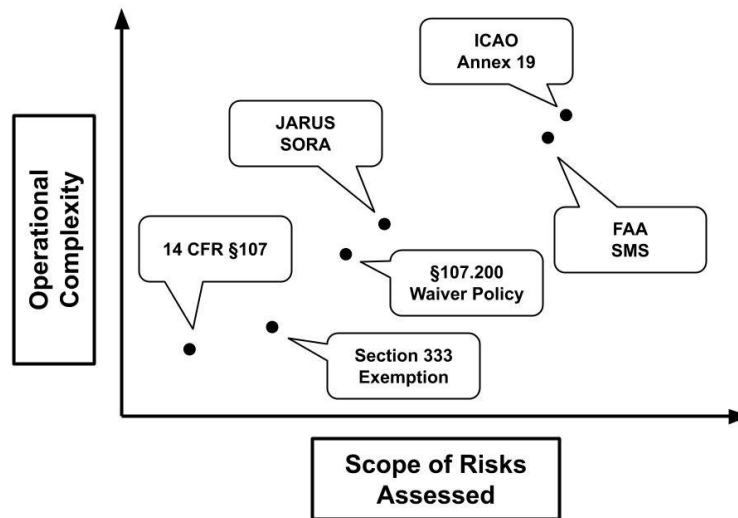 ICAO
Annex 19
JARUS
SORA
Operational
Complexity
14 CFR §107
FAA
SMS
§107.200
Waiver Policy
Section 333
Exemption
Scope of Risks
Assessed